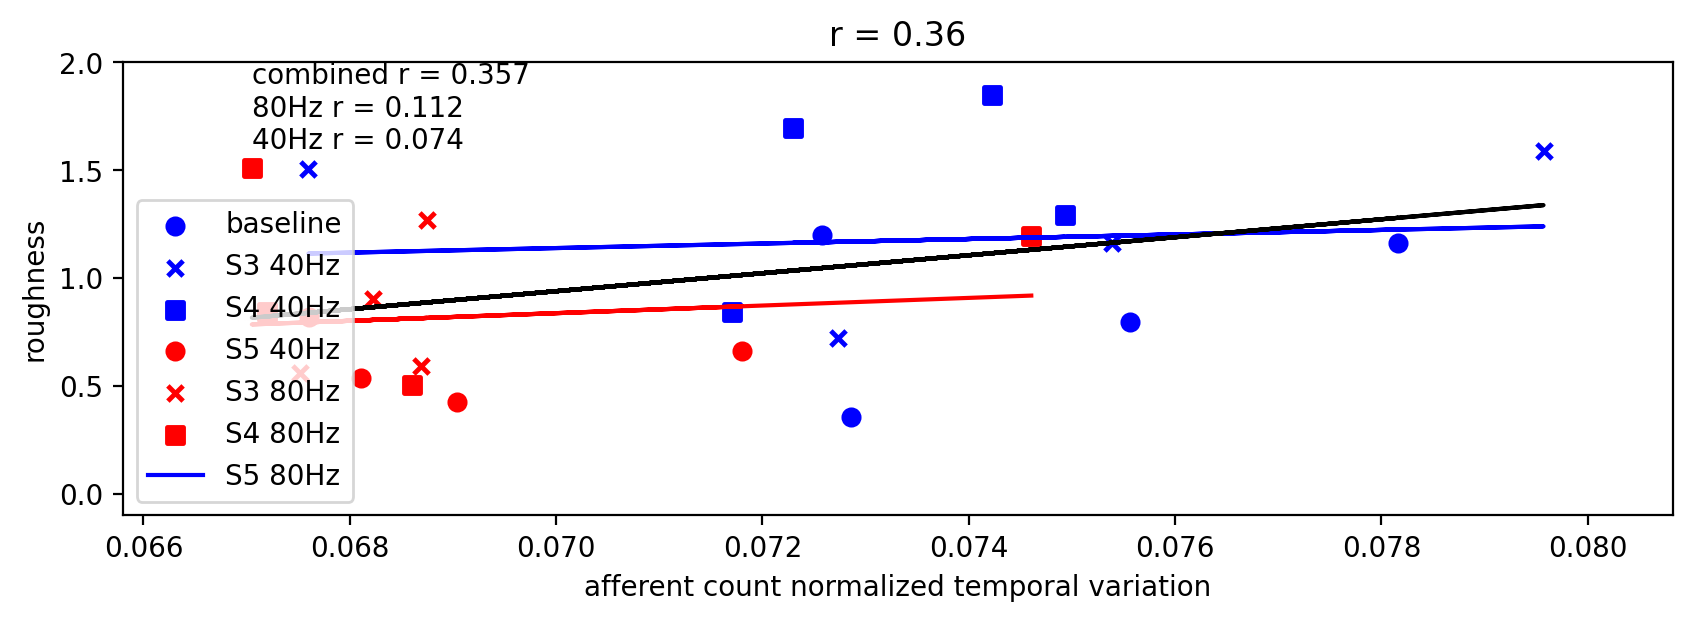 r = 0.36
combined r = 0.357
80Hz r = 0.112
40Hz r = 0.074
2.0
1.5
1.0
0.5
0.0
roughness
baseline
S3 40Hz
S4 40Hz
S5 40Hz
S3 80Hz
S4 80Hz
S5 80Hz
0.066 0.068 0.070 0.072 0.074 0.076 0.078 0.080
afferent count normalized temporal variation